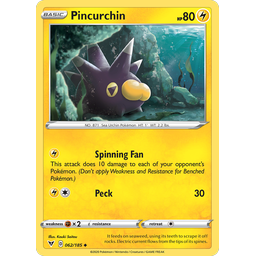 BASIC
Pincurchin
HP 80
NO. 871 Sea Urchin Pokémon HT: 1' WT: 2.2 lbs.
Spinning Fan
This attack does 10 damage to each of your opponent's
Pokémon. (Don't apply Weakness and Resistance for Benched
Pokémon.)
Peck 30
weakness ×2 resistance retreat
Illus. Kouki Saitou
062/185
It feeds on seaweed, using its teeth to scrape it off
rocks. Electric current flows from the tips of its spines.
©2020 Pokémon / Nintendo / Creatures / GAME FREAK